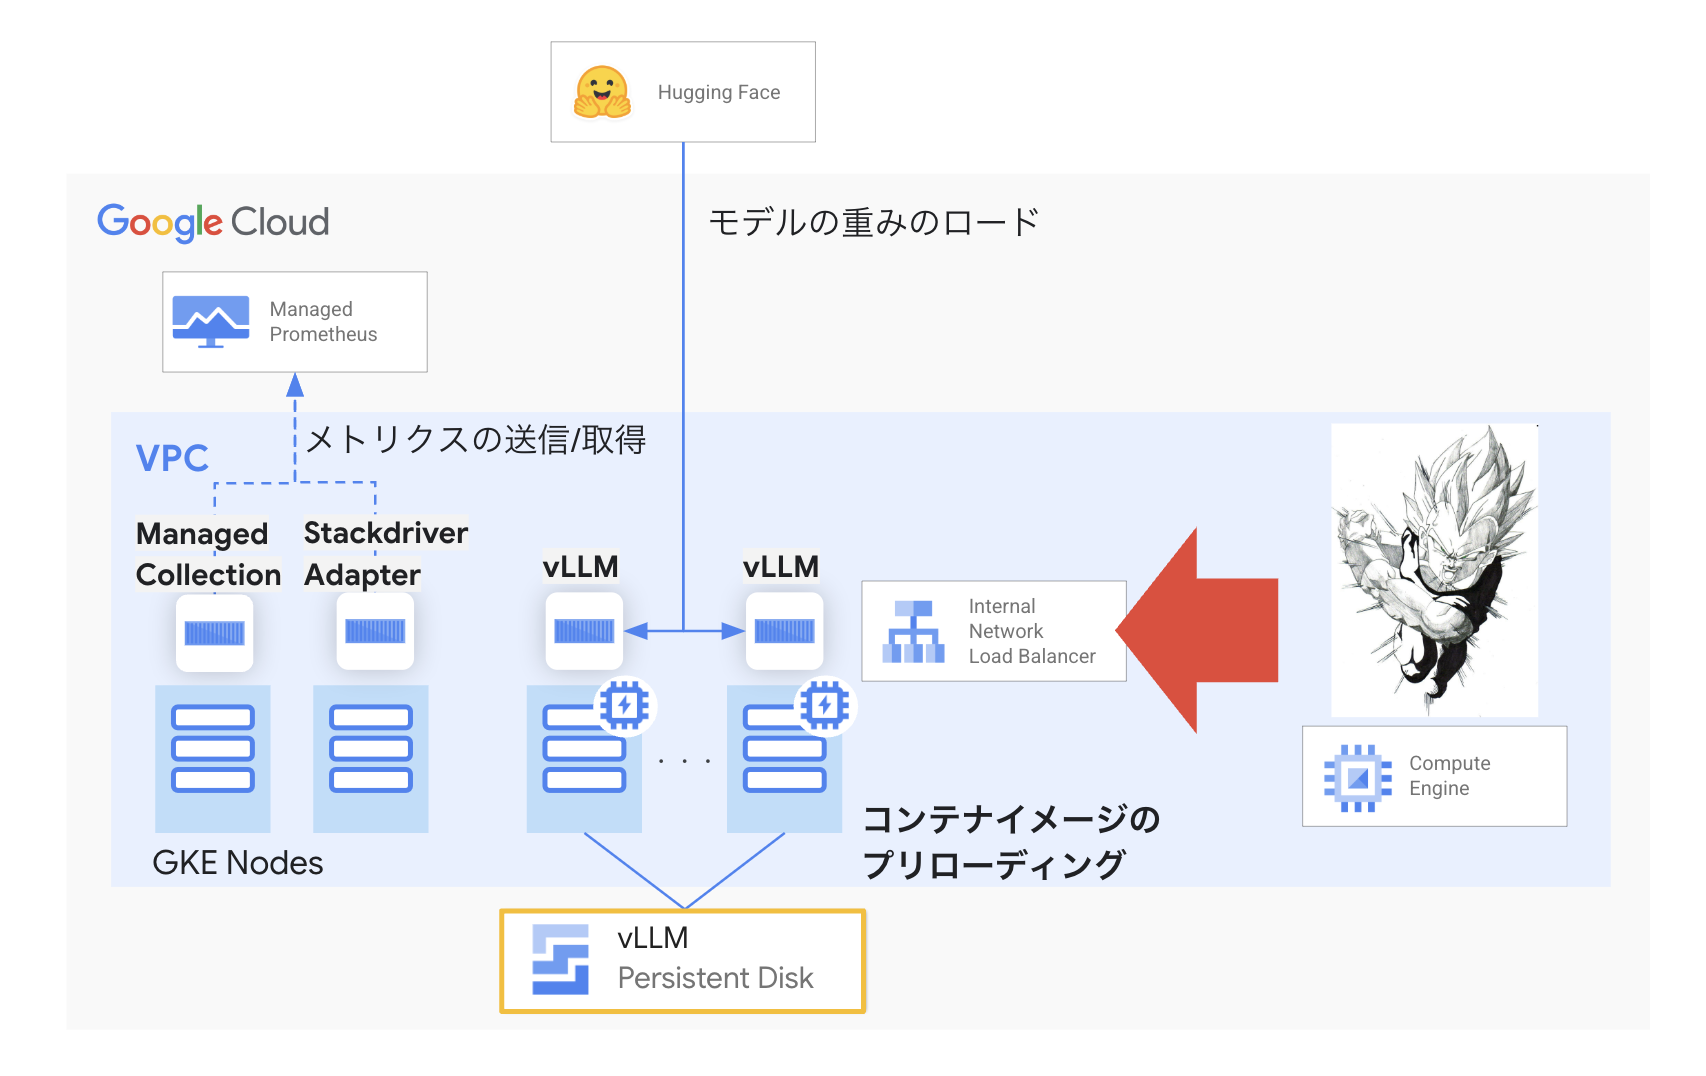 Hugging Face
Google Cloud
モデルの重みのロード
Managed
Prometheus
メトリクスの送信/取得
VPC
Managed
Collection
Stackdriver
Adapter
vLLM
vLLM
Internal
Network
Load Balancer
. . .
Compute
Engine
コンテナイメージの
プリローディング
GKE Nodes
vLLM
Persistent Disk